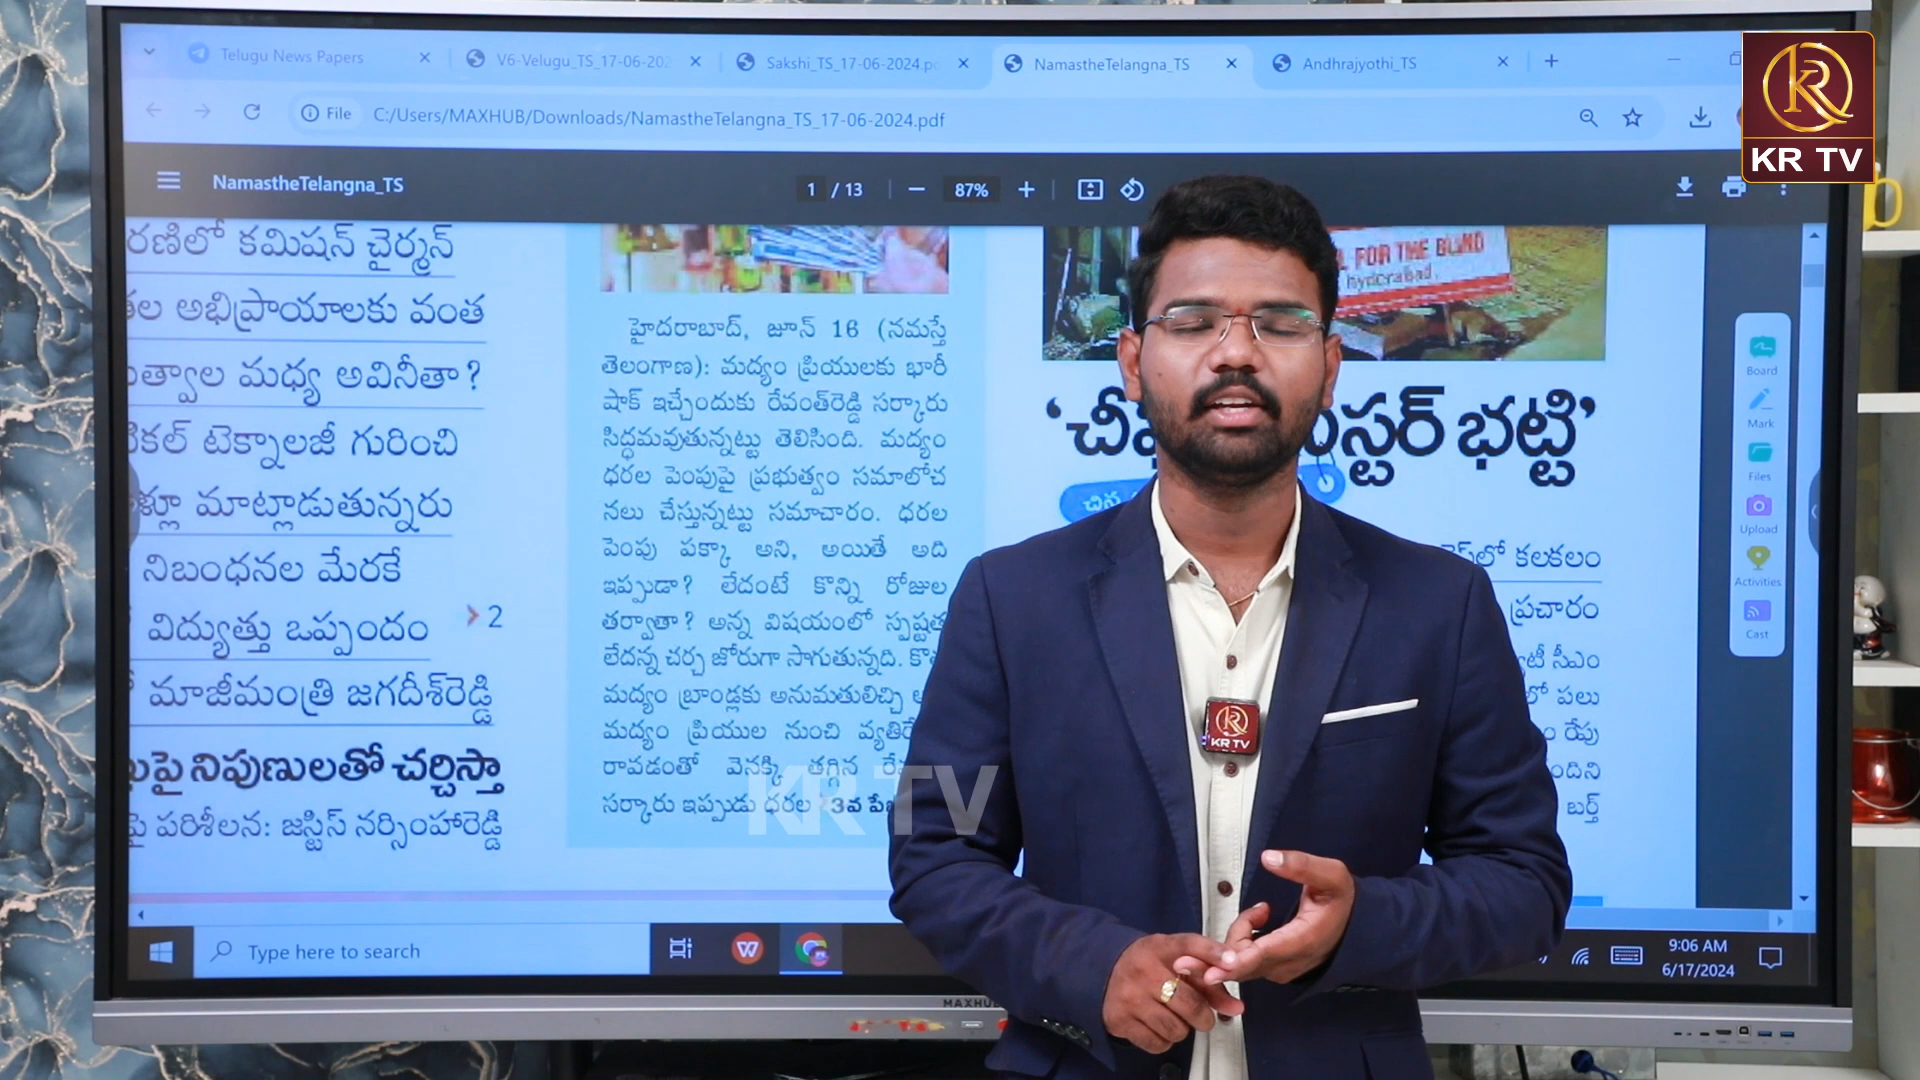 Telugu News Papers
V6-Velugu_TS_17-06-202
Sakshi_TS_17-06-2024.p
NamastheTelangna_TS
Andhrajyothi_TS
File
C:/Users/MAXHUB/Downloads/NamastheTelangna_TS_17-06-2024.pdf
KR TV
NamastheTelangna_TS
1 / 13
87%
రణిలో కమిషన్ చైర్మన్
అభిప్రాయాలకు వంత
మధ్య అవినీతా?
టెక్నాలజీ గురించి
మాట్లాడుతున్నరు
నిబంధనల మేరకే
విద్యుత్తు ఒప్పందం
2
మాజీమంత్రి జగదీశ్‌రెడ్డి
నిపుణులతో చర్చిస్తా
పరిశీలన: జస్టిస్ నర్సింహారెడ్డి
హైదరాబాద్, జూన్ 16 (నమస్తే
తెలంగాణ): మద్యం ప్రియులకు భారీ
షాక్ ఇచ్చేందుకు రేవంత్‌రెడ్డి సర్కారు
సిద్ధమవుతున్నట్టు తెలిసింది. మద్యం
ధరల పెంపుపై ప్రభుత్వం సమాలోచ
నలు చేస్తున్నట్టు సమాచారం. ధరల
పెంపు పక్కా అని, అయితే అది
ఇప్పుడా? లేదంటే కొన్ని రోజుల
తర్వాతా? అన్న విషయంలో స్పష్టత
లేదన్న చర్చ జోరుగా సాగుతున్నది.
మద్యం బ్రాండ్లకు అనుమతులిచ్చి
మద్యం ప్రియుల నుంచి
రావడంతో వెనక్కి తగ్గిన
సర్కారు ఇప్పుడు ధరల 3వ
FOR THE BLIND
hyderabad.
భట్టి’
కలకలం
ప్రచారం
సీఎం
పలు
రేపు
బర్త్
Board
Mark
Files
Upload
Activities
Cast
KR TV
KR TV
Type here to search
9:06 AM
6/17/2024